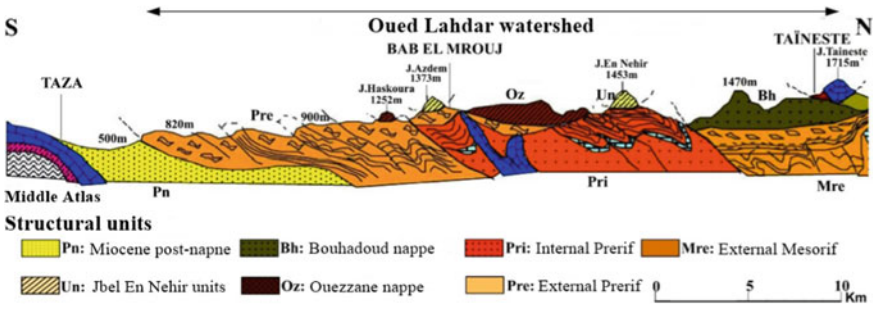 Oued Lahdar watershed
S
N
BAB EL MROUJ
TAÏNESTE
J.Taineste
1715m
TAZA
J.Azdem
1373m
J.En Nehir
1453m
J.Haskoura
1252m
Oz
Un
1470m
Bh
500m
820m
Pre
900m
Middle Atlas
Pn
Pri
Mre
Structural units
Pn: Miocene post-napne
Bh: Bouhadoud nappe
Pri: Internal Prerif
Mre: External Mesorif
Un: Jbel En Nehir units
Oz: Ouezzane nappe
Pre: External Prerif
0 5 10
Km